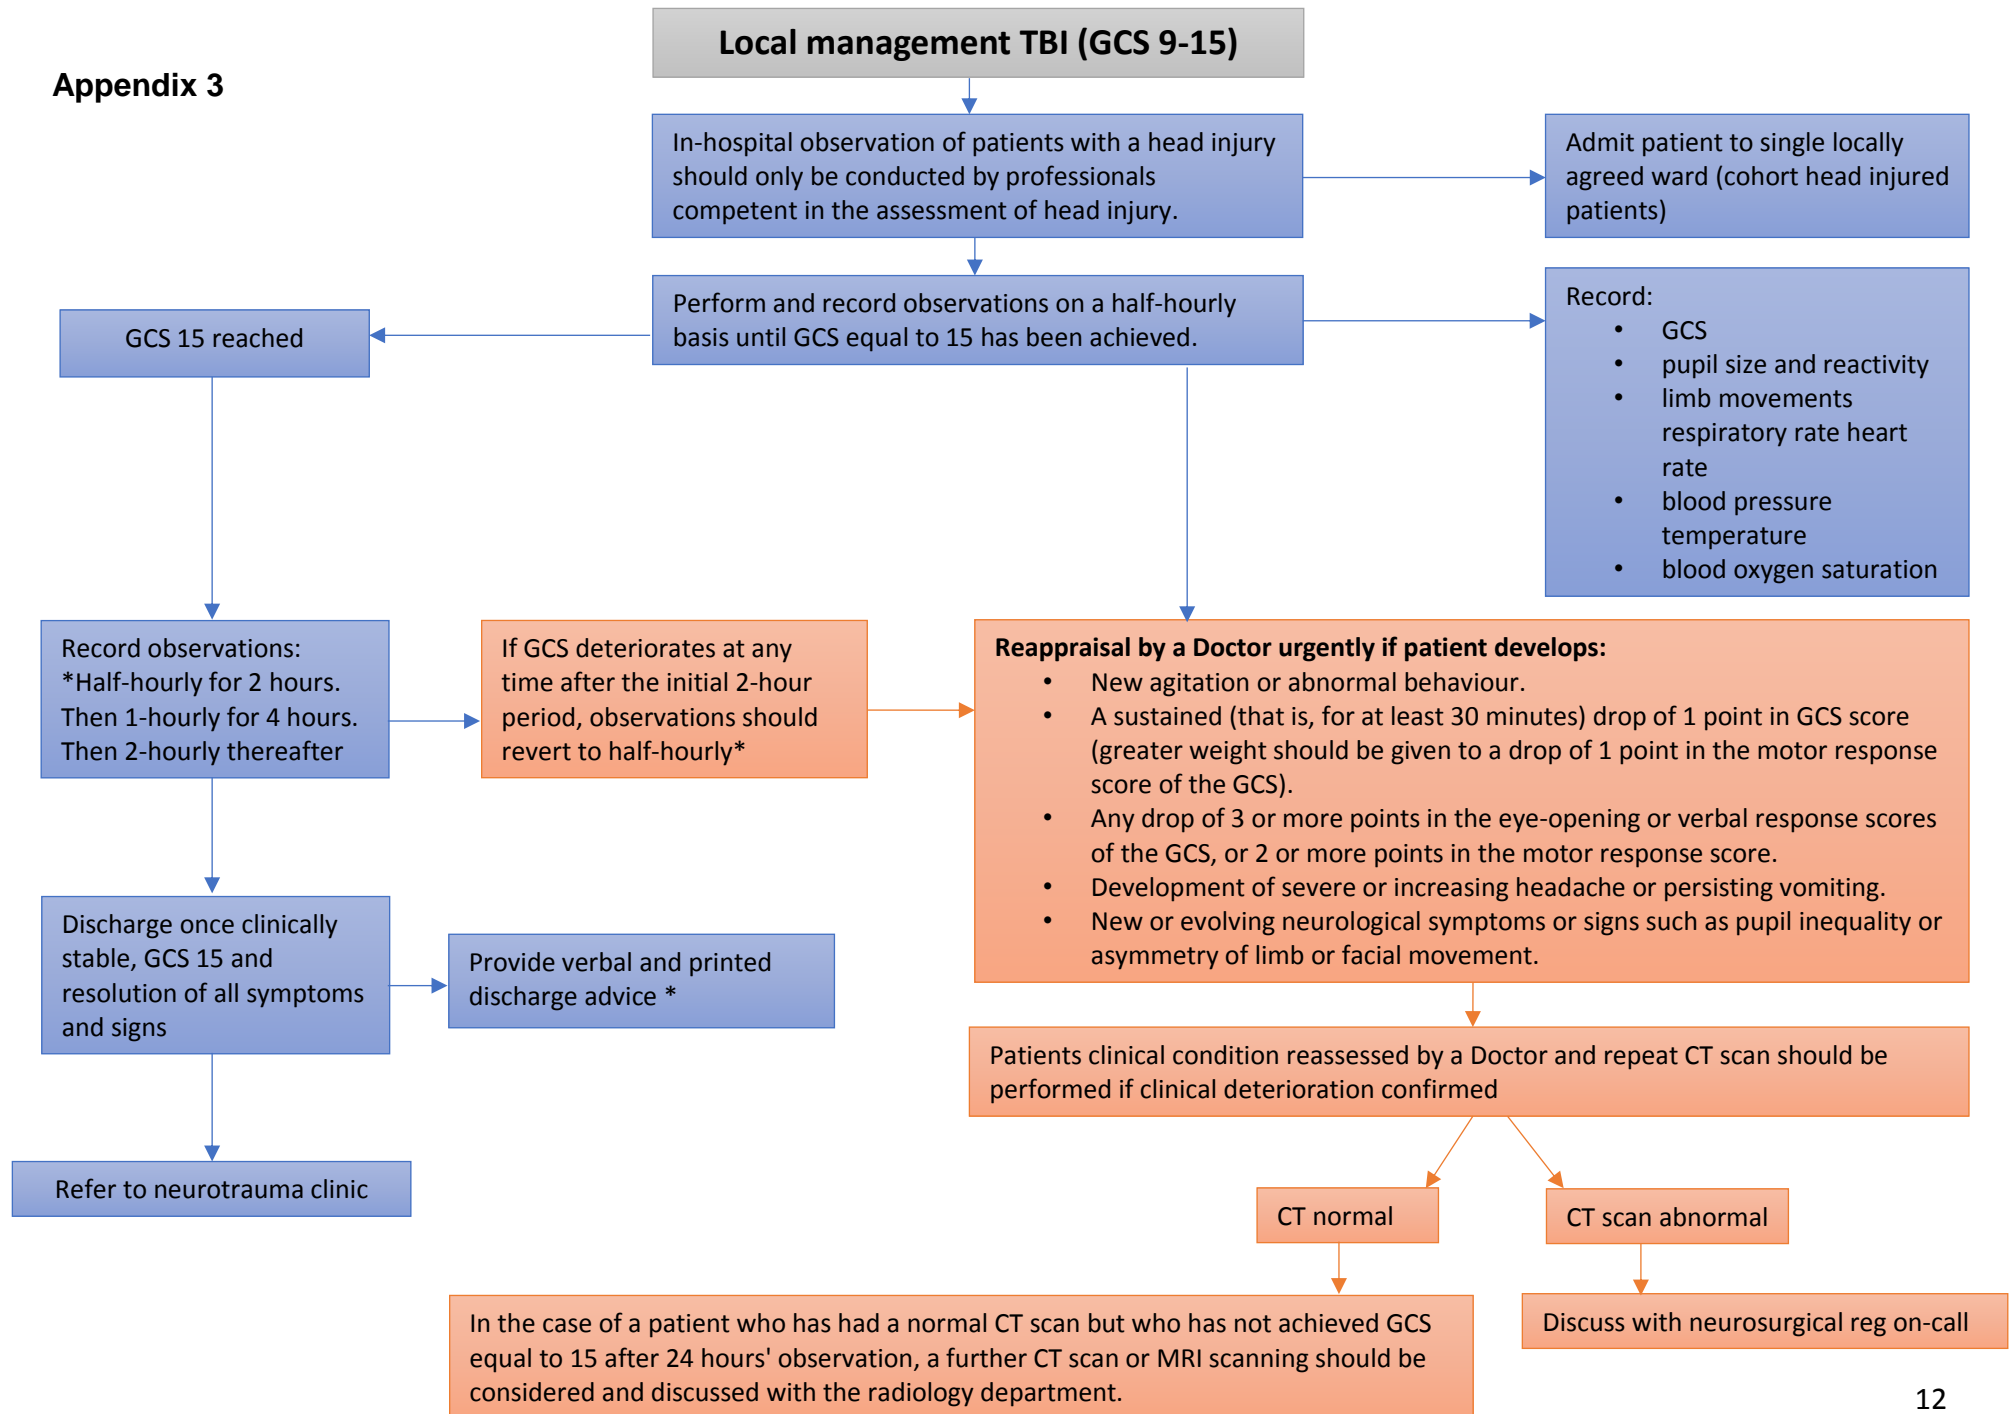 Local management TBI (GCS 9-15)
Appendix 3
In-hospital observation of patients with a head injury
should only be conducted by professionals
competent in the assessment of head injury.
Admit patient to single locally
agreed ward (cohort head injured
patients)
Perform and record observations on a half-hourly
basis until GCS equal to 15 has been achieved.
GCS 15 reached
Record:
• GCS
• pupil size and reactivity
• limb movements
respiratory rate heart
rate
• blood pressure
temperature
• blood oxygen saturation
Record observations:
*Half-hourly for 2 hours.
Then 1-hourly for 4 hours.
Then 2-hourly thereafter
If GCS deteriorates at any
time after the initial 2-hour
period, observations should
revert to half-hourly*
Reappraisal by a Doctor urgently if patient develops:
• New agitation or abnormal behaviour.
• A sustained (that is, for at least 30 minutes) drop of 1 point in GCS score
(greater weight should be given to a drop of 1 point in the motor response
score of the GCS).
• Any drop of 3 or more points in the eye-opening or verbal response scores
of the GCS, or 2 or more points in the motor response score.
• Development of severe or increasing headache or persisting vomiting.
• New or evolving neurological symptoms or signs such as pupil inequality or
asymmetry of limb or facial movement.
Discharge once clinically
stable, GCS 15 and
resolution of all symptoms
and signs
Provide verbal and printed
discharge advice *
Patients clinical condition reassessed by a Doctor and repeat CT scan should be
performed if clinical deterioration confirmed
Refer to neurotrauma clinic
CT normal
CT scan abnormal
In the case of a patient who has had a normal CT scan but who has not achieved GCS
equal to 15 after 24 hours' observation, a further CT scan or MRI scanning should be
considered and discussed with the radiology department.
Discuss with neurosurgical reg on-call
12